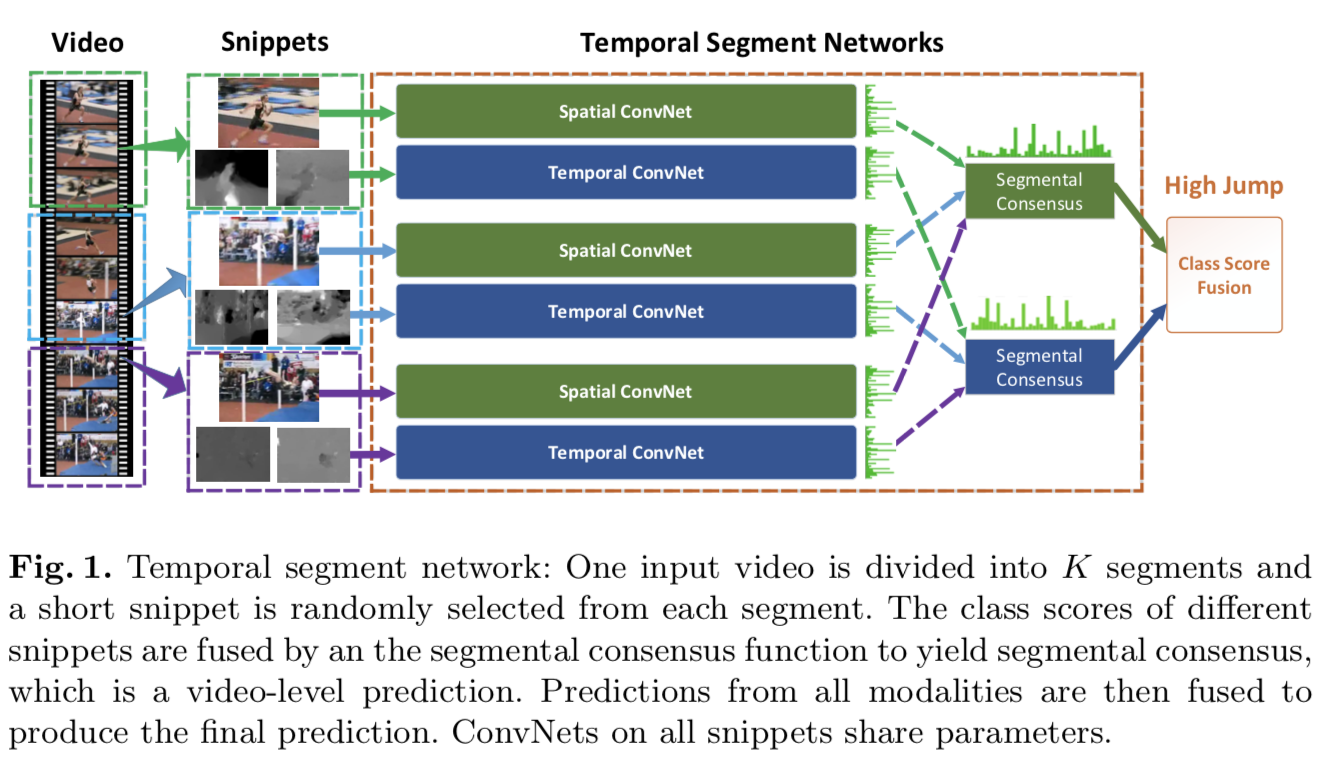 Video
Snippets
Temporal Segment Networks
Spatial ConvNet
Temporal ConvNet
Spatial ConvNet
Temporal ConvNet
Spatial ConvNet
Temporal ConvNet
Segmental
Consensus
Segmental
Consensus
High Jump
Class Score
Fusion
Fig. 1. Temporal segment network: One input video is divided into K segments and
a short snippet is randomly selected from each segment. The class scores of different
snippets are fused by an the segmental consensus function to yield segmental consensus,
which is a video-level prediction. Predictions from all modalities are then fused to
produce the final prediction. ConvNets on all snippets share parameters.